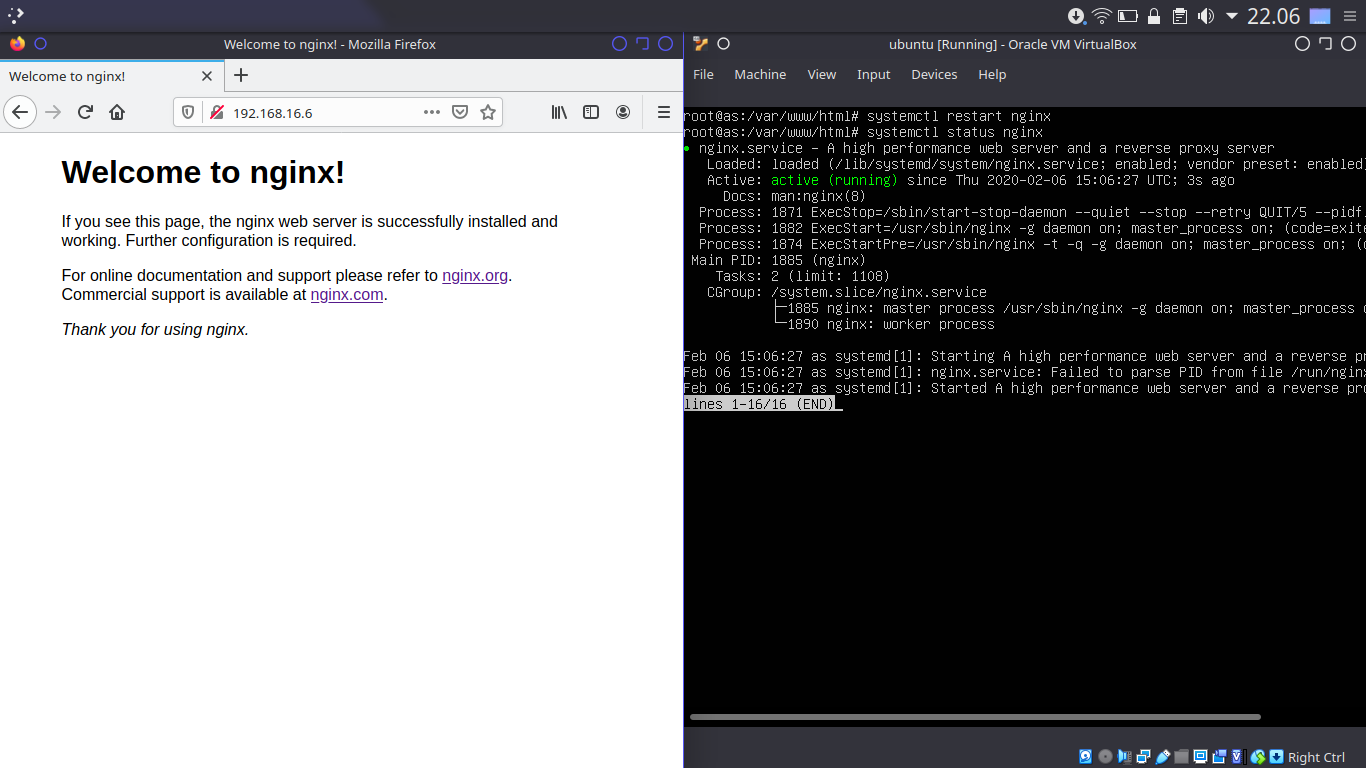 22.06
Welcome to nginx! - Mozilla Firefox
Welcome to nginx!
192.168.16.6
Welcome to nginx!
If you see this page, the nginx web server is successfully installed and
working. Further configuration is required.
For online documentation and support please refer to nginx.org.
Commercial support is available at nginx.com.
Thank you for using nginx.
ubuntu [Running] - Oracle VM VirtualBox
File Machine View Input Devices Help
root@as:/var/www/html# systemctl restart nginx
root@as:/var/www/html# systemctl status nginx
● nginx.service - A high performance web server and a reverse proxy server
Loaded: loaded (/lib/systemd/system/nginx.service; enabled; vendor preset: enabled)
Active: active (running) since Thu 2020-02-06 15:06:27 UTC; 3s ago
Docs: man:nginx(8)
Process: 1871 ExecStop=/sbin/start-stop-daemon --quiet --stop --retry QUIT/5 --pidf
Process: 1882 ExecStart=/usr/sbin/nginx -g daemon on; master_process on; (code=exite
Process: 1874 ExecStartPre=/usr/sbin/nginx -t -q -g daemon on; master_process on; (
Main PID: 1885 (nginx)
Tasks: 2 (limit: 1108)
CGroup: /system.slice/nginx.service
├─1885 nginx: master process /usr/sbin/nginx -g daemon on; master_process
└─1890 nginx: worker process
Feb 06 15:06:27 as systemd[1]: Starting A high performance web server and a reverse pr
Feb 06 15:06:27 as systemd[1]: nginx.service: Failed to parse PID from file /run/nginx
Feb 06 15:06:27 as systemd[1]: Started A high performance web server and a reverse pro
lines 1-16/16 (END)
Right Ctrl